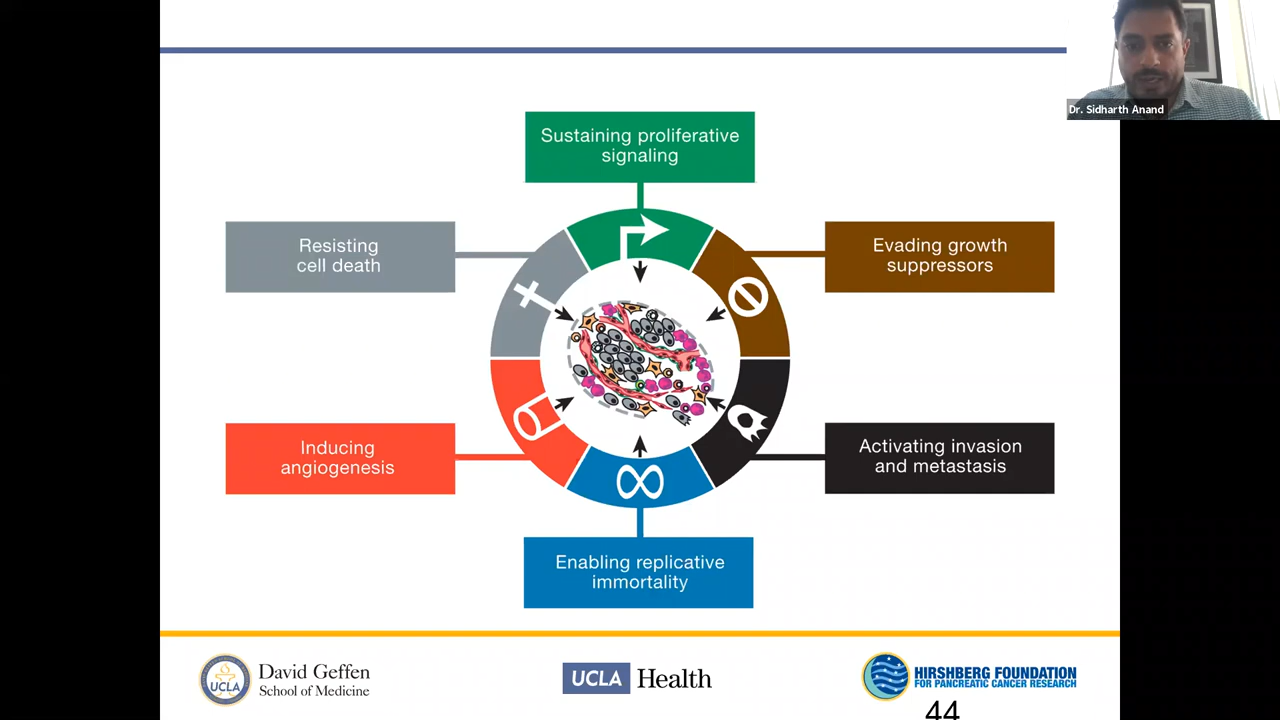 Dr. Sidharth Anand
Sustaining proliferative
signaling
Resisting
cell death
Evading growth
suppressors
Inducing
angiogenesis
Activating invasion
and metastasis
Enabling replicative
immortality
UCLA
David Geffen
School of Medicine
UCLA Health
HIRSHBERG FOUNDATION
FOR PANCREATIC CANCER RESEARCH
44